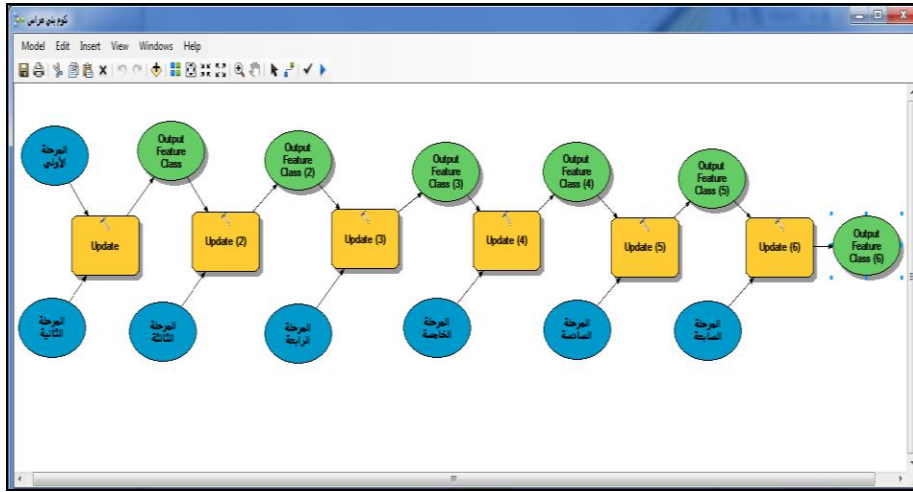 كوم بني مراس
Model Edit Insert View Windows Help
المرحلة
الأولي
Output
Feature
Class
Output
Feature
Class (2)
Output
Feature
Class (3)
Output
Feature
Class (4)
Output
Feature
Class (5)
Output
Feature
Class (6)
Update
Update (2)
Update (3)
Update (4)
Update (5)
Update (6)
المرحلة
الثانية
المرحلة
الثالثة
المرحلة
الرابعة
المرحلة
الخامسة
المرحلة
السادسة
المرحلة
السابعة